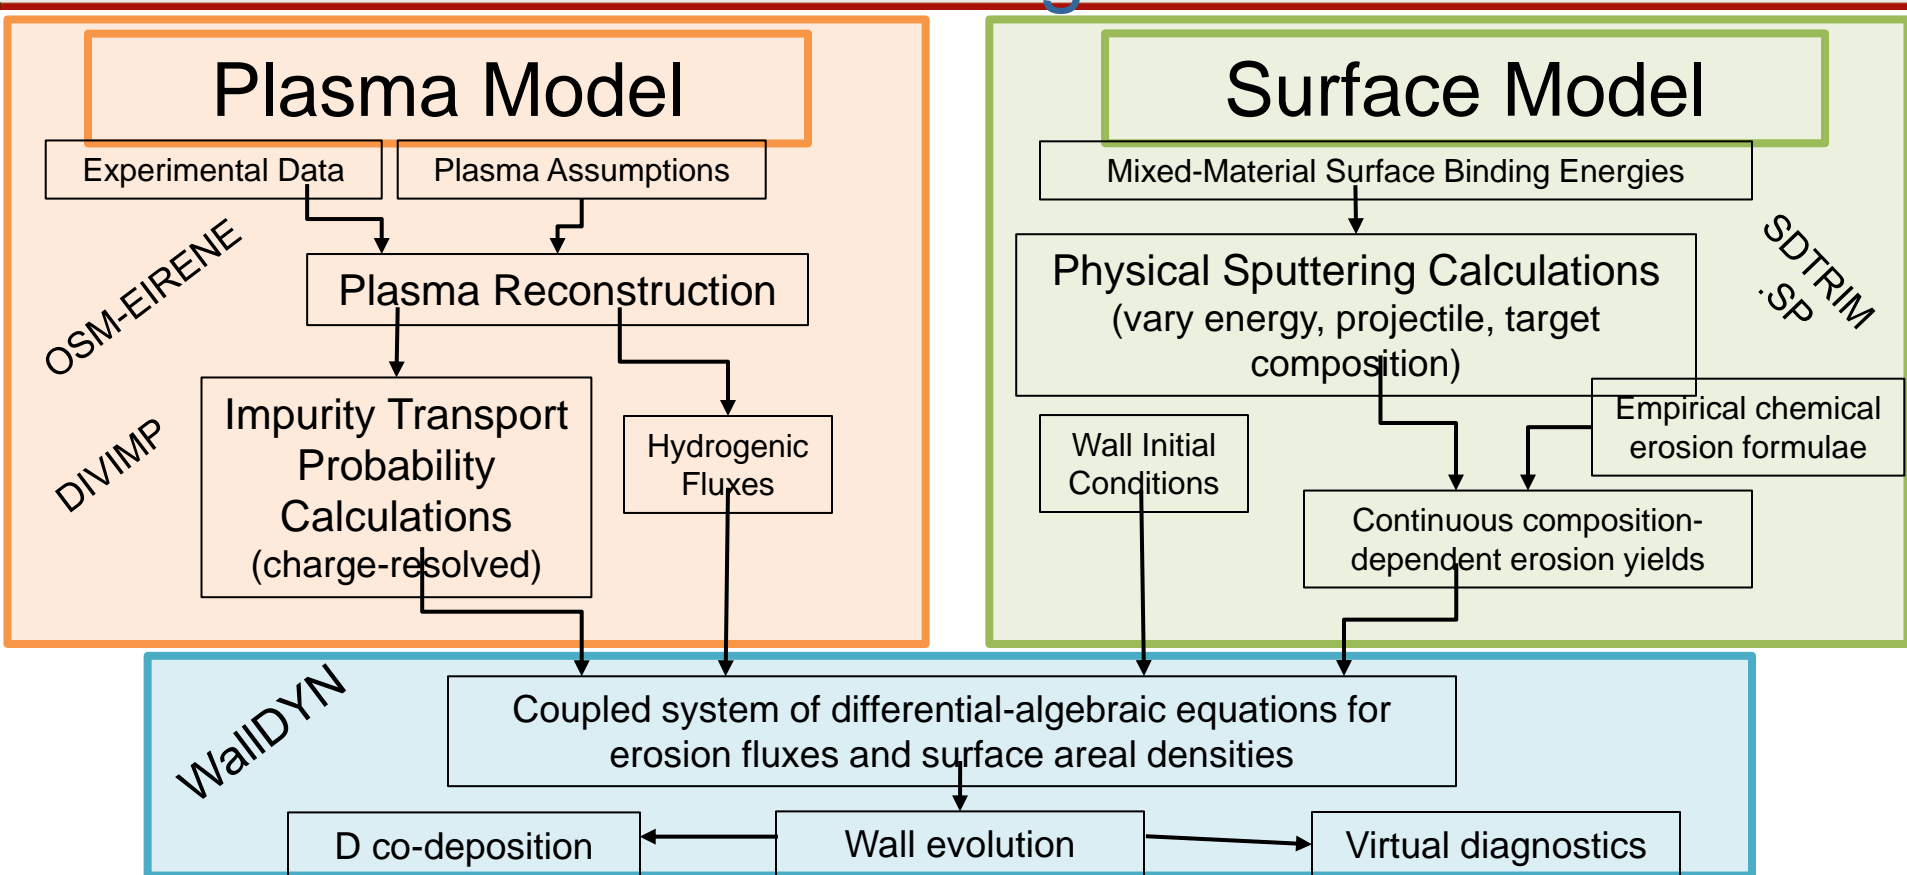 Plasma Model
Experimental Data
Plasma Assumptions
OSM-EIRENE
Plasma Reconstruction
DIVIMP
Impurity Transport
Probability
Calculations
(charge-resolved)
Hydrogenic
Fluxes
Surface Model
Mixed-Material Surface Binding Energies
SDTRIM
.SP
Physical Sputtering Calculations
(vary energy, projectile, target
composition)
Empirical chemical
erosion formulae
Wall Initial
Conditions
Continuous composition-
dependent erosion yields
WallDYN
Coupled system of differential-algebraic equations for
erosion fluxes and surface areal densities
D co-deposition
Wall evolution
Virtual diagnostics